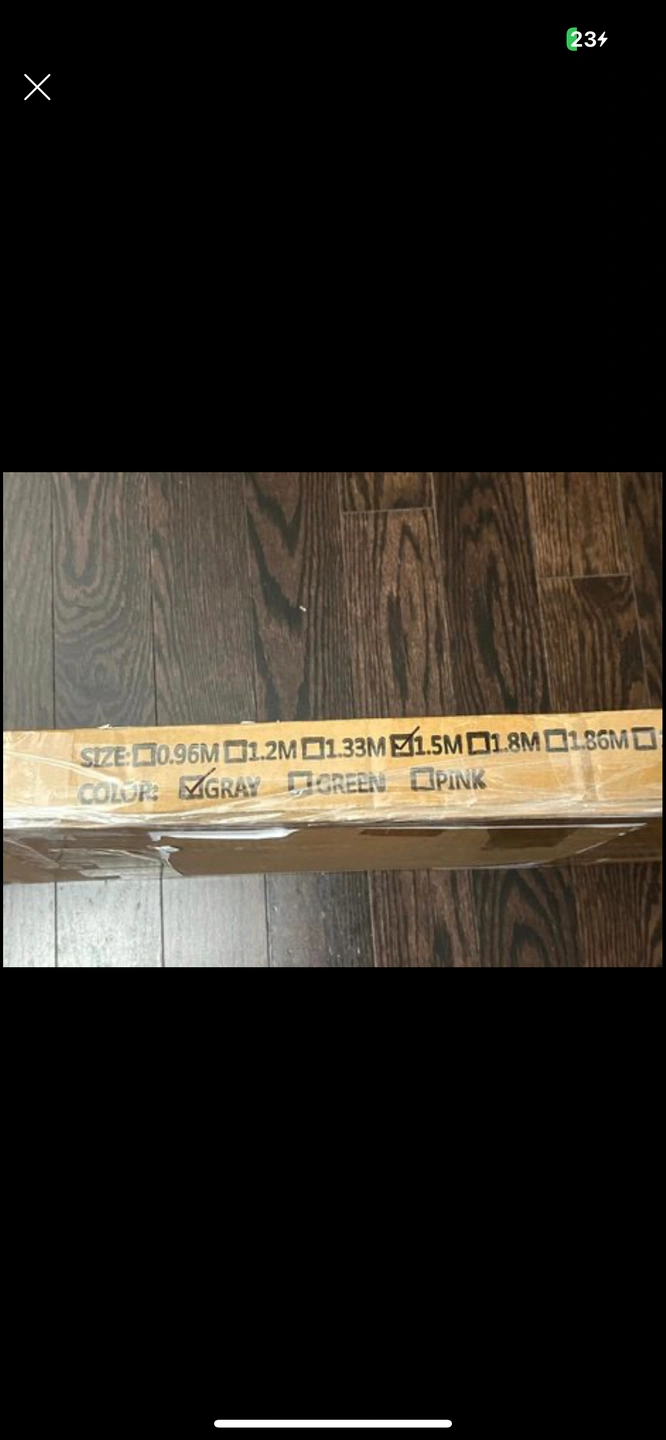 23
SIZE:☐0.96M ☐1.2M ☐1.33M ☑1.5M ☐1.8M ☐1.86M ☐
COLOR: ☑GRAY ☐GREEN ☐PINK